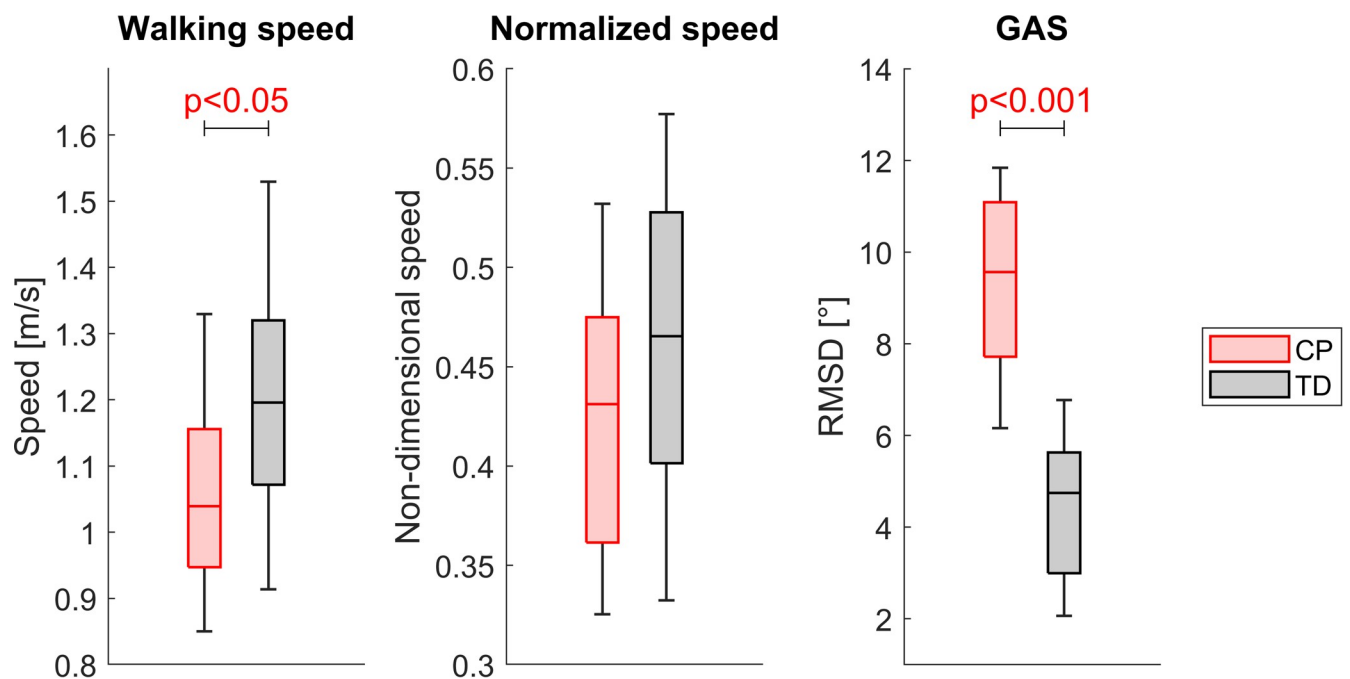 Walking speed
p<0.05
Speed [m/s]
1.6
1.5
1.4
1.3
1.2
1.1
1
0.9
0.8
Normalized speed
Non-dimensional speed
0.6
0.55
0.5
0.45
0.4
0.35
0.3
GAS
p<0.001
RMSD [°]
14
12
10
8
6
4
2
CP
TD